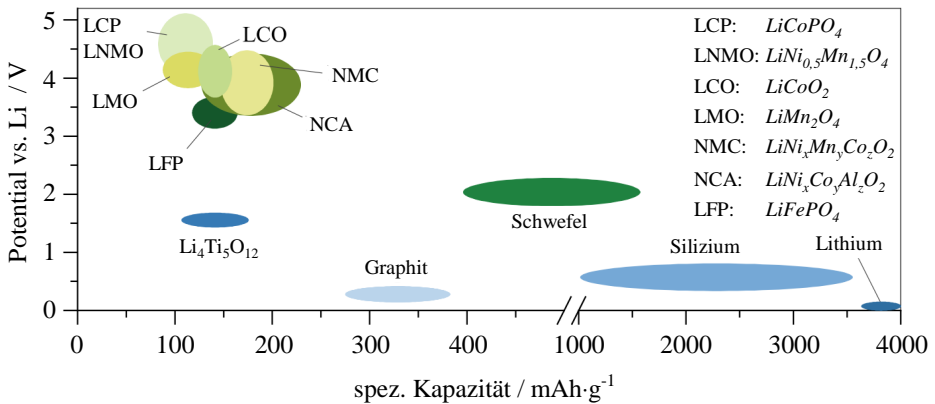 Potential vs. Li / V
5
4
3
2
1
0
LCP
LNMO
LCO
NMC
LMO
NCA
LFP
Li₄Ti₅O₁₂
Graphit
Schwefel
Silizium
Lithium
LCP: LiCoPO₄
LNMO: LiNi₀,₅Mn₁,₅O₄
LCO: LiCoO₂
LMO: LiMn₂O₄
NMC: LiNiₓMnᵧCo_zO₂
NCA: LiNiₓCoᵧAl_zO₂
LFP: LiFePO₄
0 100 200 300 400 1000 2000 3000 4000
spez. Kapazität / mAh·g⁻¹